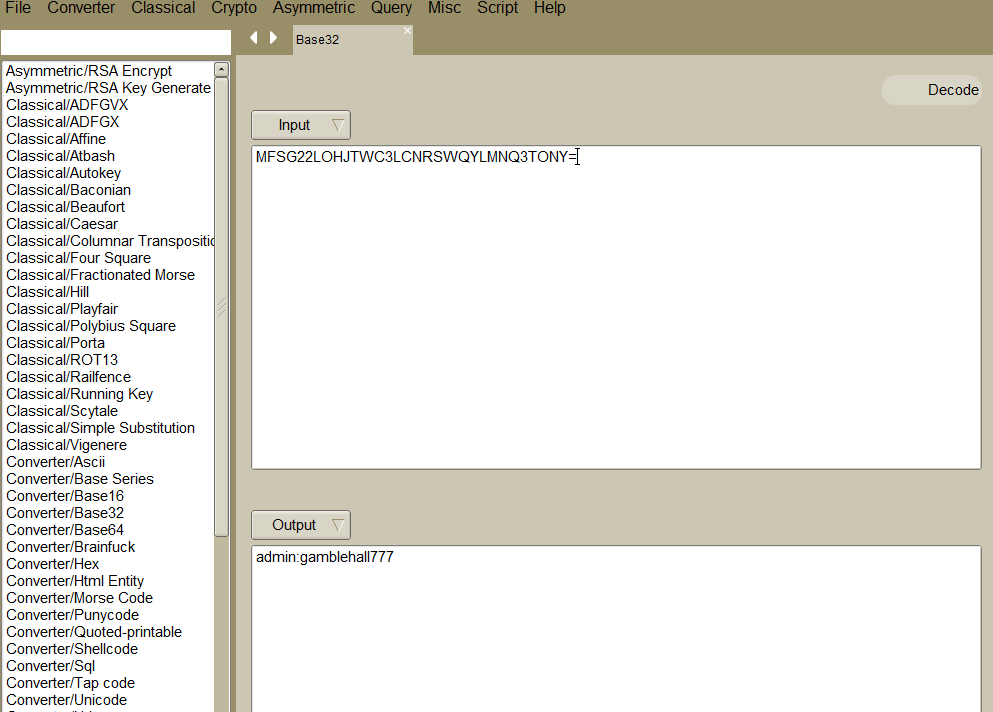 File Converter Classical Crypto Asymmetric Query Misc Script Help
Base32
Asymmetric/RSA Encrypt
Asymmetric/RSA Key Generate
Classical/ADFGVX
Classical/ADFGX
Classical/Affine
Classical/Atbash
Classical/Autokey
Classical/Baconian
Classical/Beaufort
Classical/Caesar
Classical/Columnar Transpositic
Classical/Four Square
Classical/Fractionated Morse
Classical/Hill
Classical/Playfair
Classical/Polybius Square
Classical/Porta
Classical/ROT13
Classical/Railfence
Classical/Running Key
Classical/Scytale
Classical/Simple Substitution
Classical/Vigenere
Converter/Ascii
Converter/Base Series
Converter/Base16
Converter/Base32
Converter/Base64
Converter/Brainfuck
Converter/Hex
Converter/Html Entity
Converter/Morse Code
Converter/Punycode
Converter/Quoted-printable
Converter/Shellcode
Converter/Sql
Converter/Tap code
Converter/Unicode
Decode
Input
MFSG22LOHJTWC3LCNRSWQYLMNQ3TONY=
Output
admin:gamblehall777